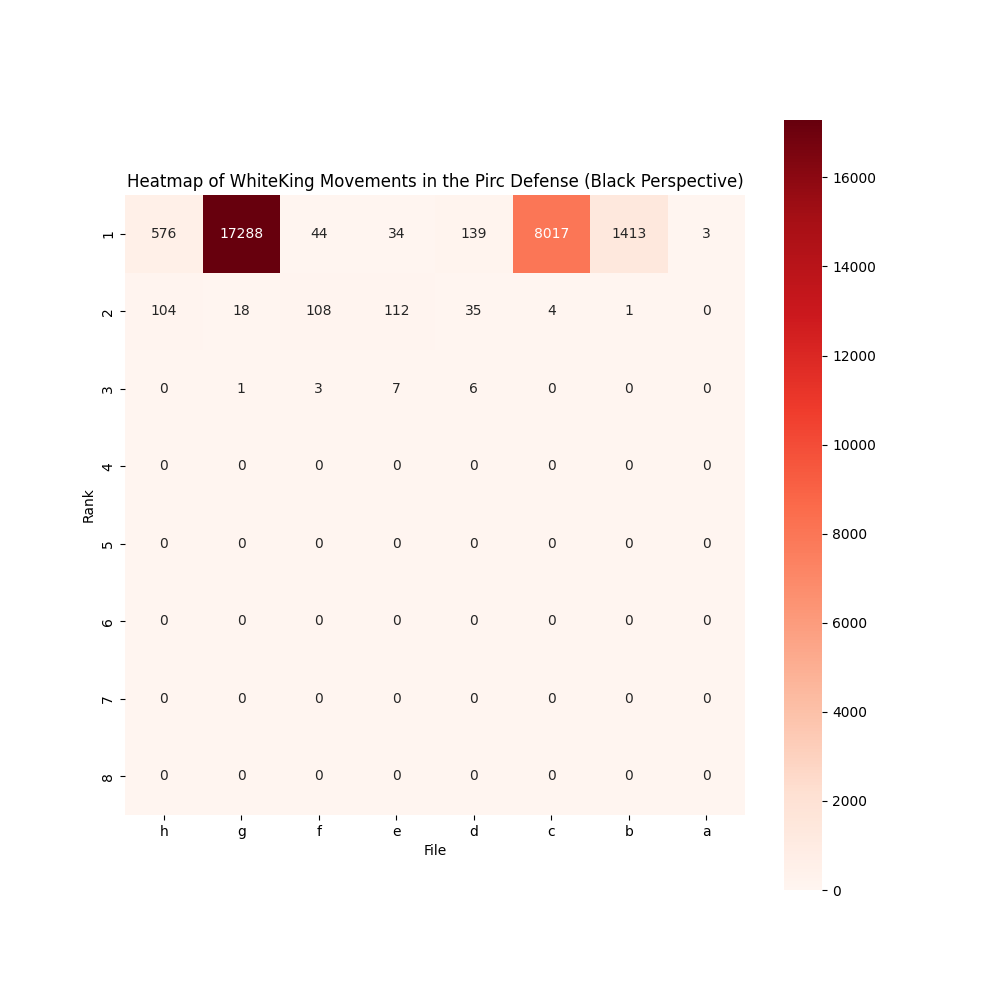 Heatmap of WhiteKing Movements in the Pirc Defense (Black Perspective)
1 576 17288 44 34 139 8017 1413 3
2 104 18 108 112 35 4 1 0
3 0 1 3 7 6 0 0 0
4 0 0 0 0 0 0 0 0
5 0 0 0 0 0 0 0 0
6 0 0 0 0 0 0 0 0
7 0 0 0 0 0 0 0 0
8 0 0 0 0 0 0 0 0
Rank
h g f e d c b a
File
16000
14000
12000
10000
8000
6000
4000
2000
0